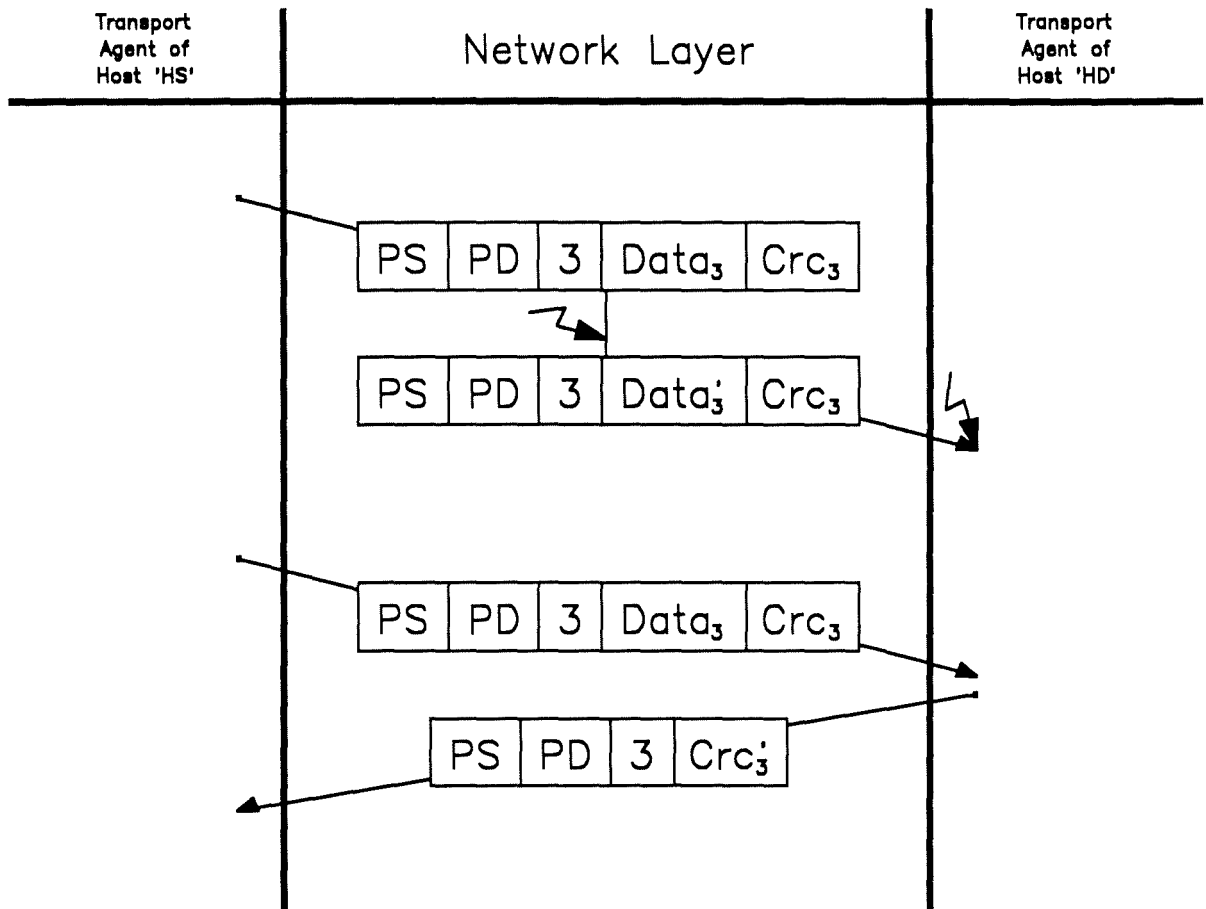 Transport
Agent of
Host 'HS'
Network Layer
Transport
Agent of
Host 'HD'
PS PD 3 Data₃ Crc₃
PS PD 3 Data₃' Crc₃
PS PD 3 Data₃ Crc₃
PS PD 3 Crc₃'